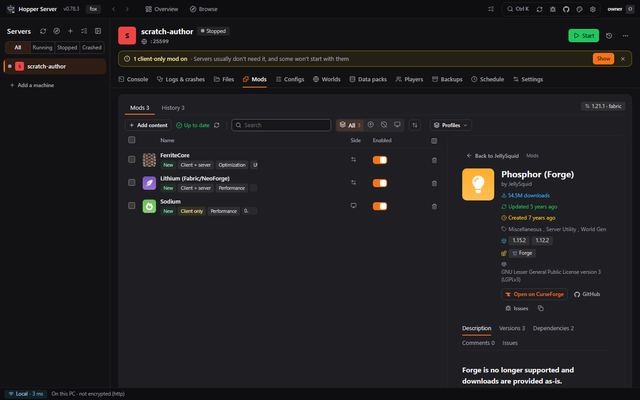 Hopper Server v0.78.3 fox
Overview
Browse
Ctrl K
owner O
Servers
All Running Stopped Crashed
S scratch-author
+ Add a machine
S scratch-author Stopped
:25599
Start
1 client-only mod on · Servers usually don't need it, and some won't start with them
Show
Console Logs & crashes Files Mods Configs Worlds Data packs Players Backups Schedule Settings
Mods 3 History 3
1.21.1 · fabric
+ Add content Up to date Search All 3 Profiles
Name Side Enabled
FerriteCore
New Client + server Optimization
Lithium (Fabric/NeoForge)
New Client + server Performance
Sodium
New Client only Performance 0.
← Back to JellySquid Mods
Phosphor (Forge)
by JellySquid
54.5M downloads
Updated 5 years ago
Created 7 years ago
Miscellaneous , Server Utility , World Gen
1.15.2 1.12.2
Forge
GNU Lesser General Public License version 3
(LGPLv3)
Open on CurseForge GitHub
Issues
Description Versions 3 Dependencies 2
Comments 0 Issues
Forge is no longer supported and
downloads are provided as-is.
Local · 3 ms On this PC · not encrypted (http)